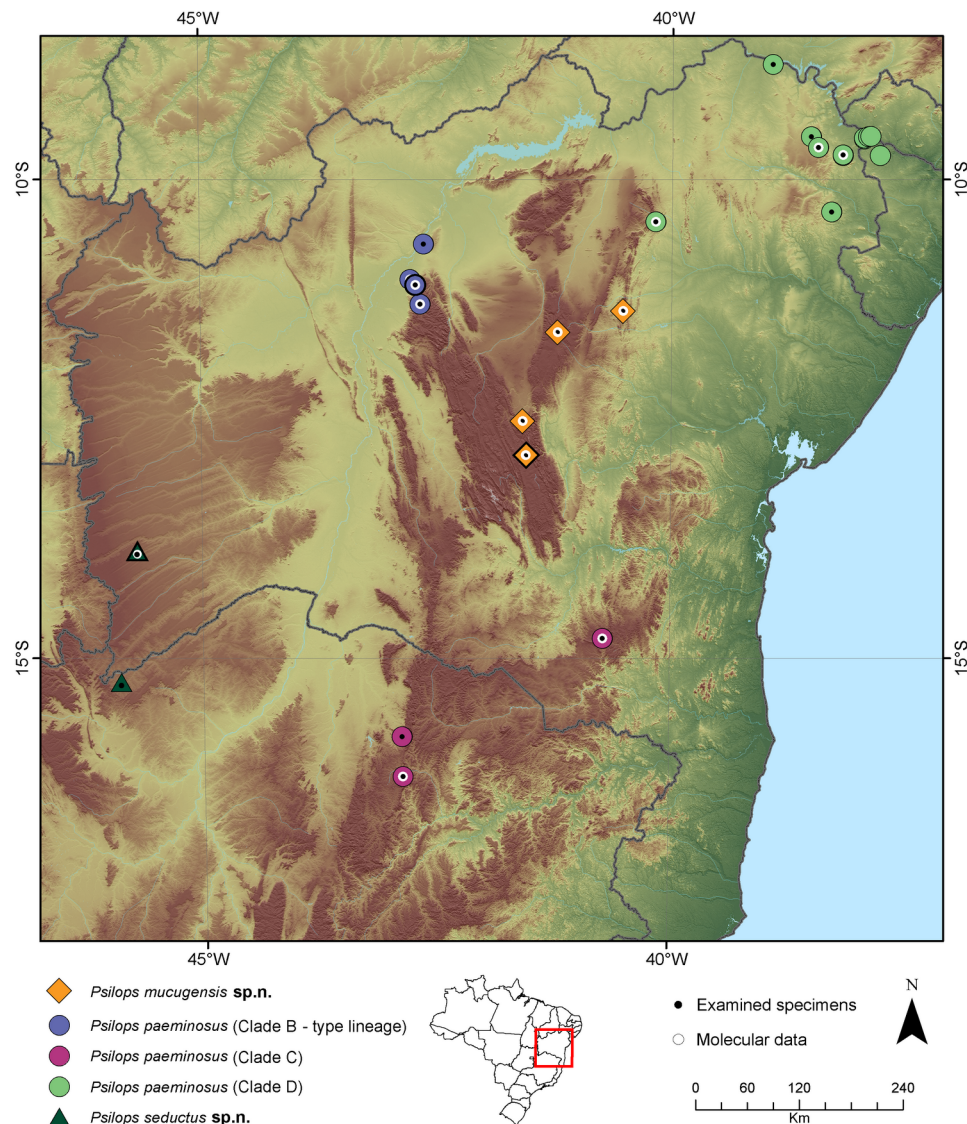 45°W 40°W
10°S 10°S
15°S 15°S
45°W 40°W
Psilops mucugensis sp.n.
Psilops paeminosus (Clade B - type lineage)
Psilops paeminosus (Clade C)
Psilops paeminosus (Clade D)
Psilops seductus sp.n.
N
Examined specimens
Molecular data
0 60 120 240
Km